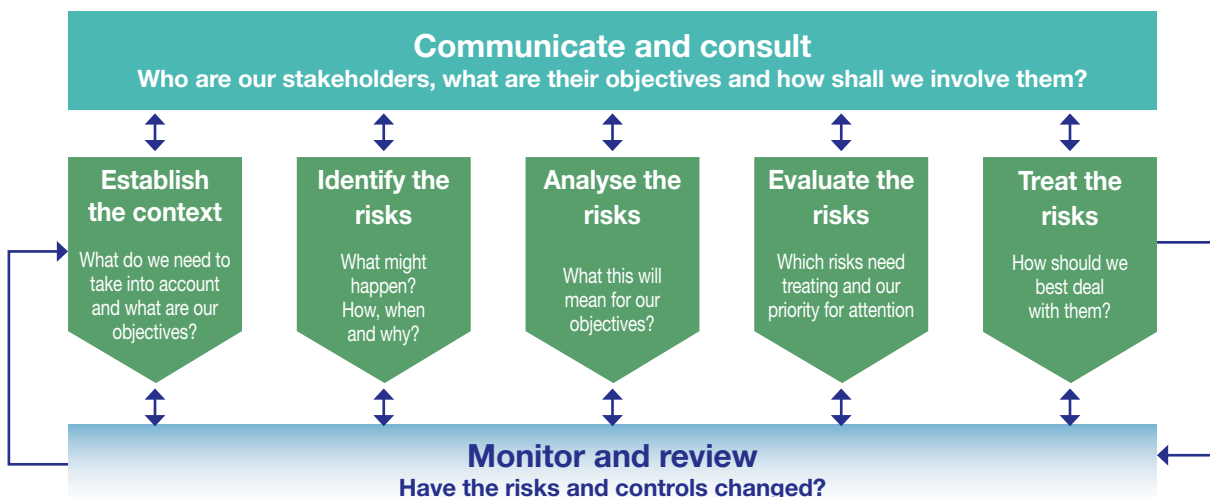 Communicate and consult
Who are our stakeholders, what are their objectives and how shall we involve them?
Establish
the context
What do we need to
take into account
and what are our
objectives?
Identify the
risks
What might
happen?
How, when
and why?
Analyse the
risks
What this will
mean for our
objectives?
Evaluate the
risks
Which risks need
treating and our
priority for attention
Treat the
risks
How should we
best deal
with them?
Monitor and review
Have the risks and controls changed?